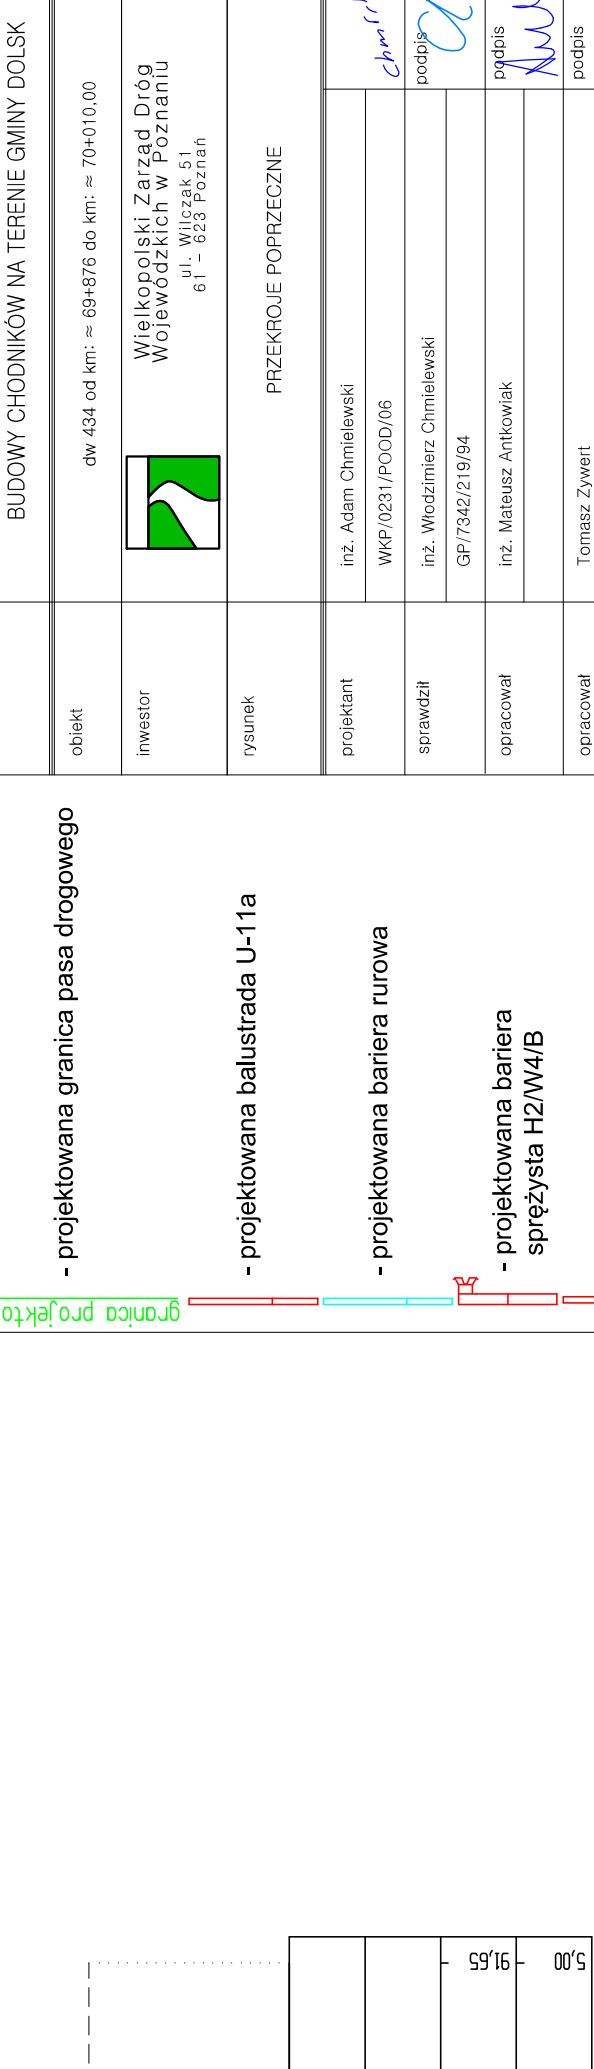 BUDOWY CHODNIKÓW NA TERENIE GMINY DOLSK
obiekt
dw 434 od km: ≈ 69+876 do km: ≈ 70+010,00
inwestor
Wielkopolski Zarząd Dróg
Wojewódzkich w Poznaniu
ul. Wilczak 51
61 - 623 Poznań
rysunek
PRZEKROJE POPRZECZNE
projektant
inż. Adam Chmielewski
WKP/0231/POOD/06
sprawdził
inż. Włodzimierz Chmielewski
podpis
GP/7342/219/94
opracował
inż. Mateusz Antkowiak
podpis
opracował
Tomasz Zywert
podpis
granica projekto
- projektowana granica pasa drogowego
- projektowana balustrada U-11a
- projektowana bariera rurowa
- projektowana bariera
sprężysta H2/W4/B
91,65
5,00